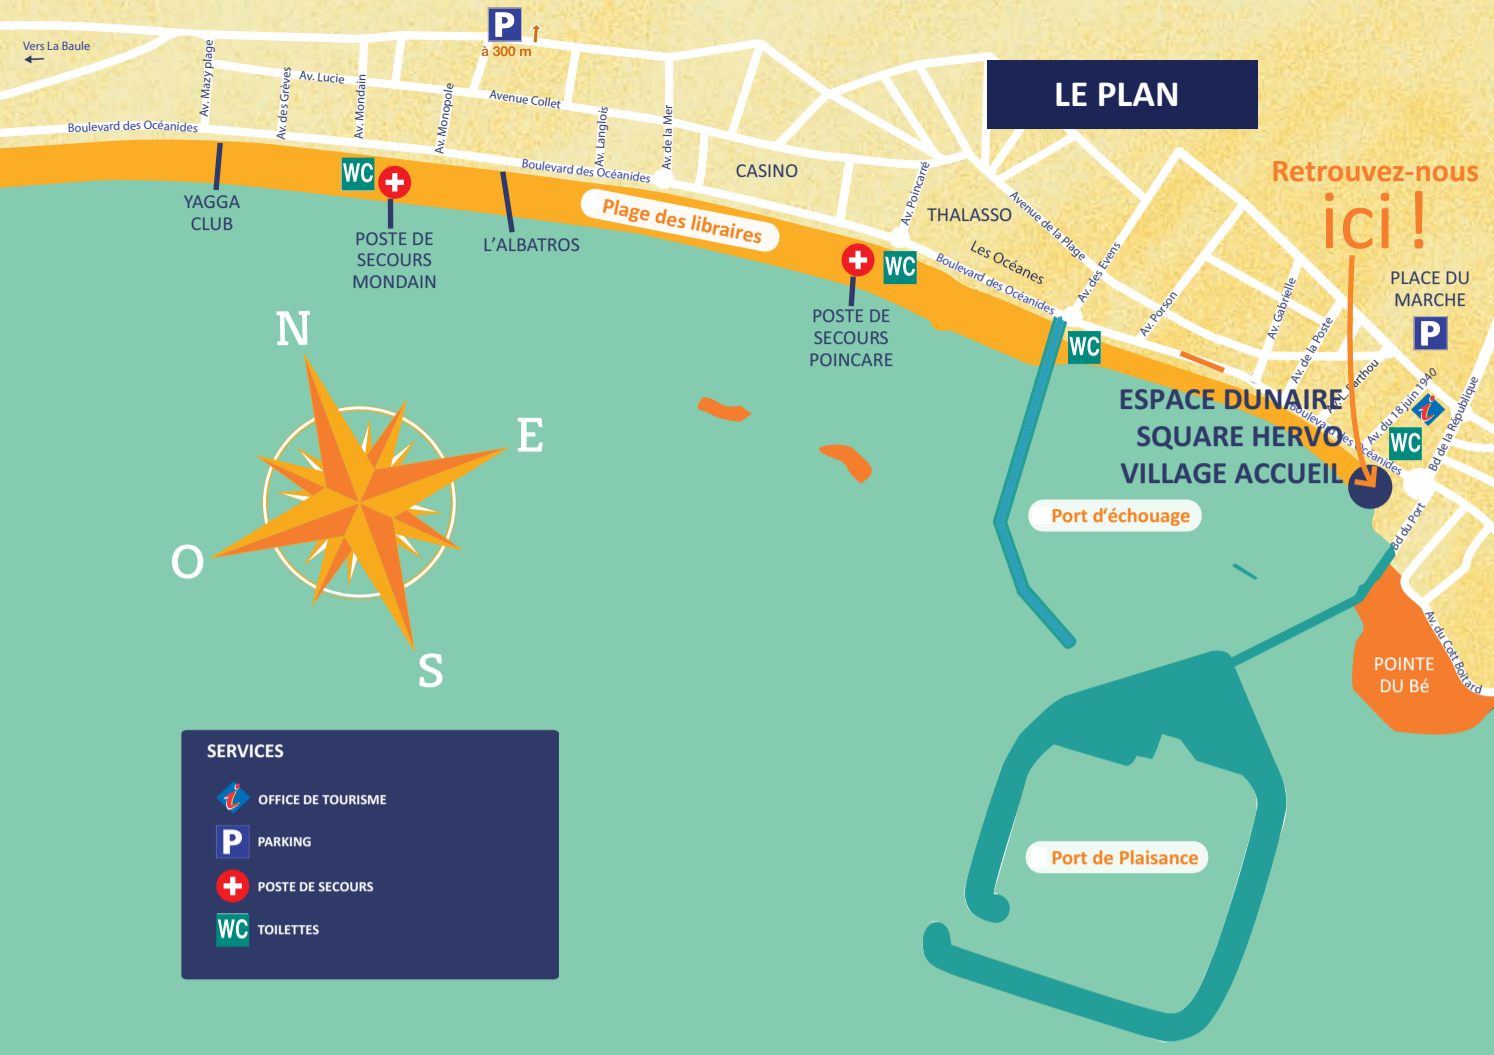 Vers La Baule
P
à 300 m
LE PLAN
Av. Mazy plage
Av. des Grèves
Av. Lucie
Av. Mondain
Av. Monopole
Avenue Collet
Av. Langlois
Av. de la Mer
Boulevard des Océanides
Boulevard des Océanides
CASINO
Av. Poincarré
THALASSO
Les Océanes
Avenue de la Plage
Boulevard des Océanides
Av. des Evens
Av. Porson
Av. Gabrielle
Av. de la Poste
Av. du 18 juin 1940
Bd de la République
Boulevard des Océanides
Bd du Port
Av. du Cott Boitard
Retrouvez-nous
ici !
PLACE DU
MARCHE
P
WC
YAGGA
CLUB
POSTE DE
SECOURS
MONDAIN
L'ALBATROS
Plage des libraires
WC
POSTE DE
SECOURS
POINCARE
WC
ESPACE DUNAIRE
SQUARE HERVO
VILLAGE ACCUEIL
i
WC
N
E
O
S
Port d'échouage
POINTE
DU Bé
Port de Plaisance
SERVICES
i OFFICE DE TOURISME
P PARKING
POSTE DE SECOURS
WC TOILETTES